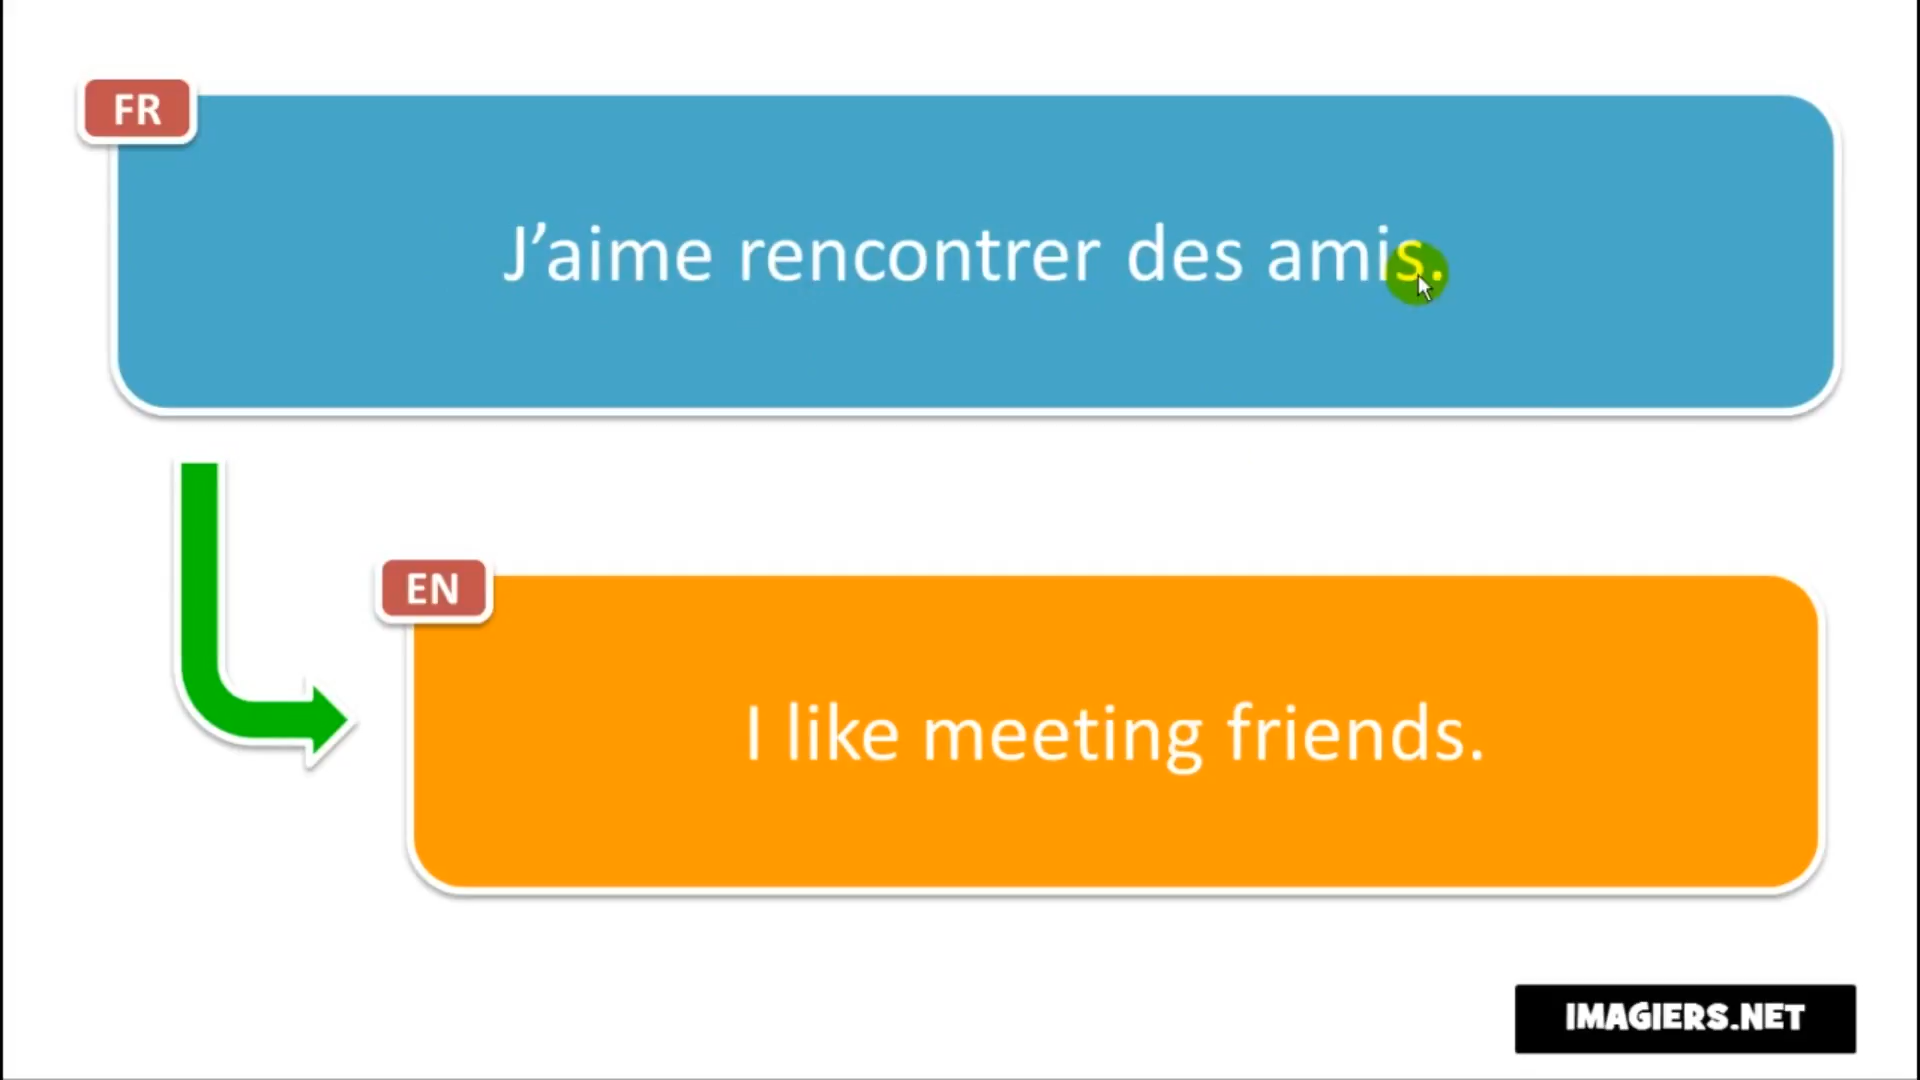 FR
J’aime rencontrer des amis.
EN
I like meeting friends.
IMAGIERS.NET